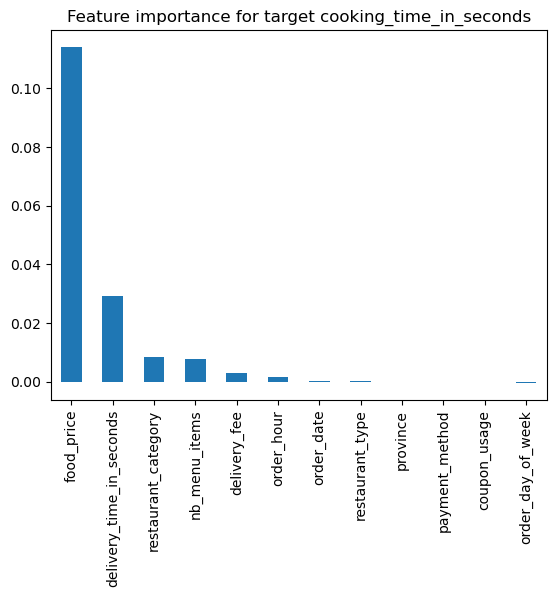 Feature importance for target cooking_time_in_seconds
0.10
0.08
0.06
0.04
0.02
0.00
food_price
delivery_time_in_seconds
restaurant_category
nb_menu_items
delivery_fee
order_hour
order_date
restaurant_type
province
payment_method
coupon_usage
order_day_of_week